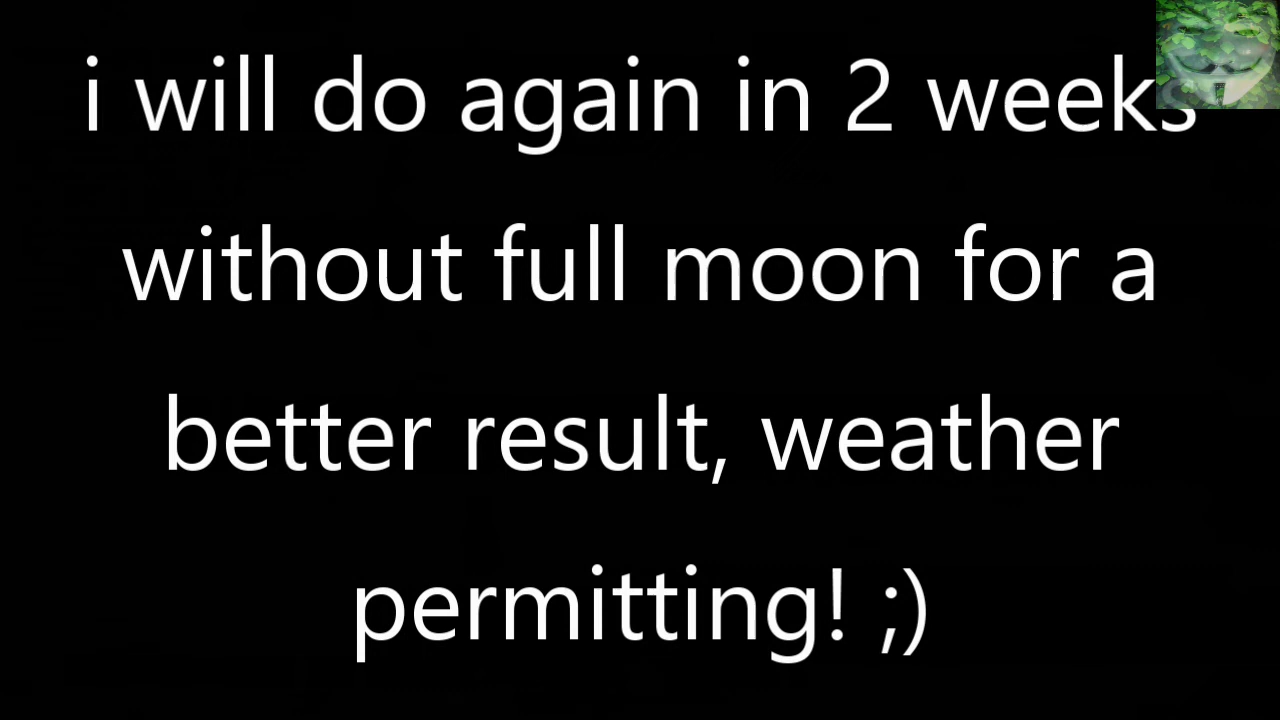 i will do again in 2 weeks
without full moon for a
better result, weather
permitting! ;)